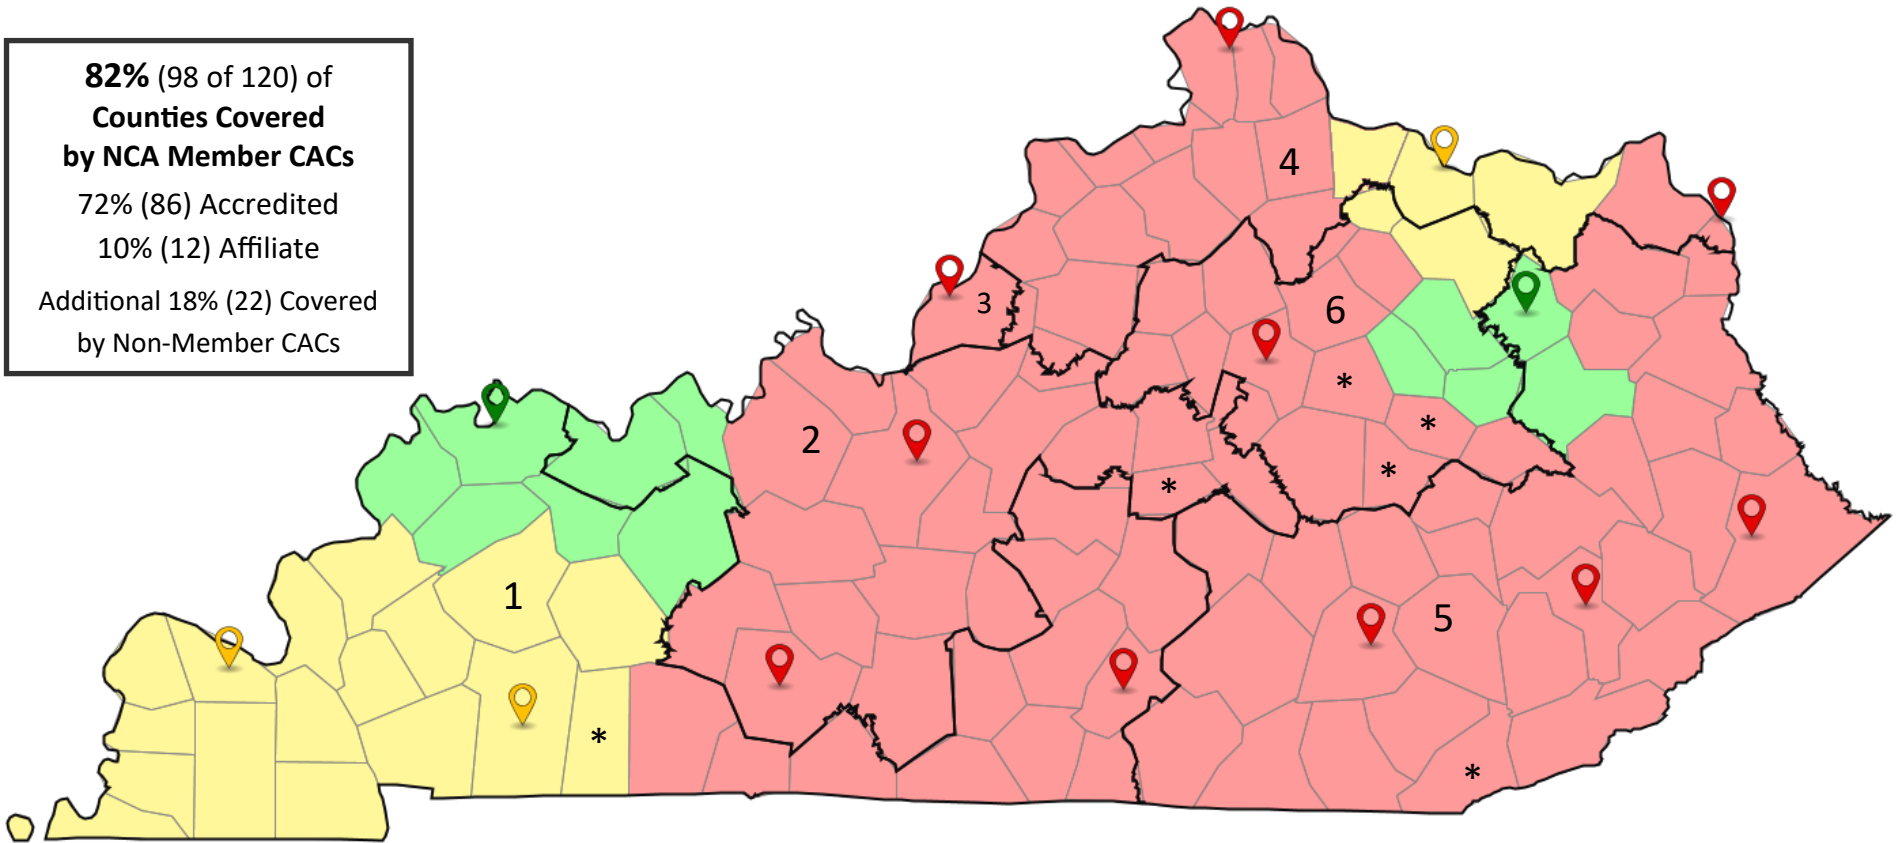 82% (98 of 120) of
Counties Covered
by NCA Member CACs
72% (86) Accredited
10% (12) Affiliate
Additional 18% (22) Covered
by Non-Member CACs
4
3
6
*
*
2
*
*
1
5
*
*